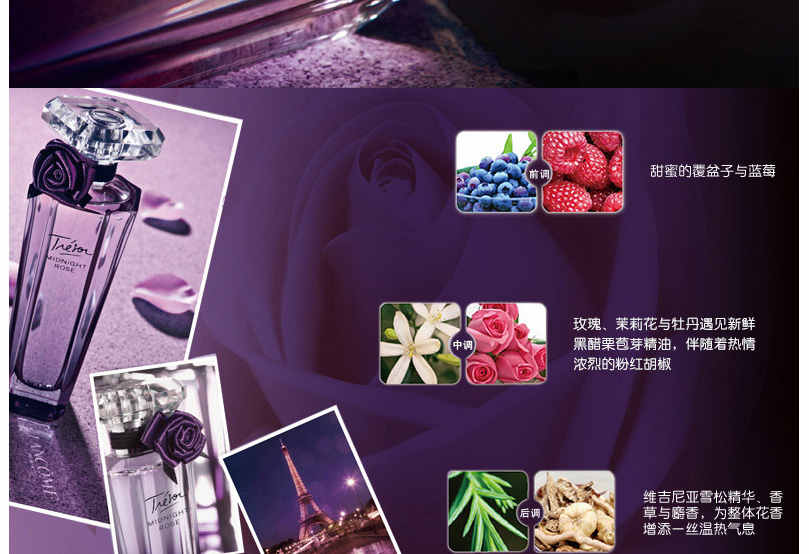 前调
甜蜜的覆盆子与蓝莓
Trésor
MIDNIGHT
ROSE
中调
玫瑰、茉莉花与牡丹遇见新鲜
黑醋栗苞芽精油，伴随着热情
浓烈的粉红胡椒
LANCOME
Trésor
MIDNIGHT
ROSE
后调
维吉尼亚雪松精华、香
草与麝香，为整体花香
增添一丝温热气息